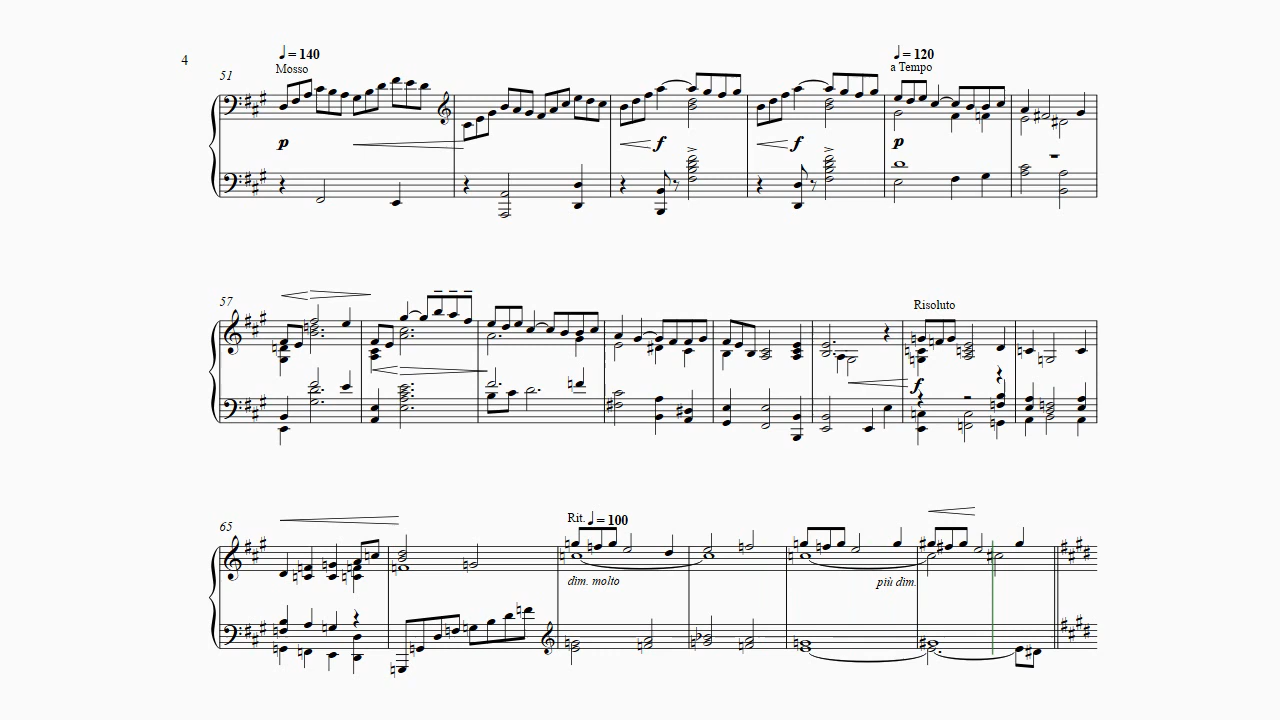 4
♩ = 140
51
Mosso
♩ = 120
a Tempo
p
f
f
p
57
Risoluto
f
65
Rit. ♩ = 100
dim. molto
più dim.